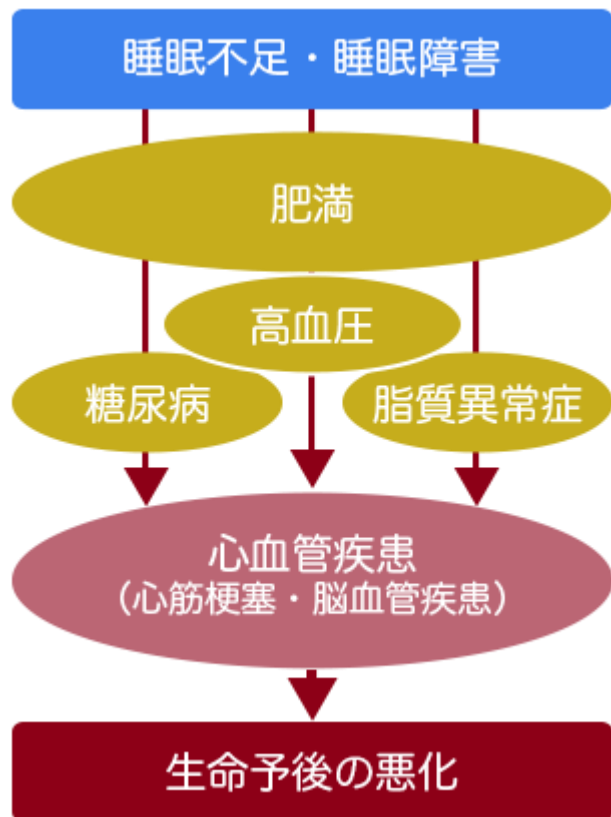 睡眠不足・睡眠障害
肥満
高血圧
糖尿病
脂質異常症
心血管疾患
（心筋梗塞・脳血管疾患）
生命予後の悪化